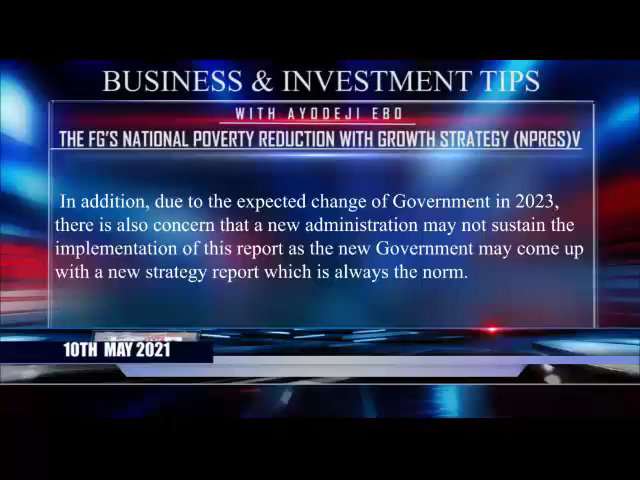 BUSINESS & INVESTMENT TIPS
WITH AYODEJI EBO
THE FG'S NATIONAL POVERTY REDUCTION WITH GROWTH STRATEGY (NPRGS)V
In addition, due to the expected change of Government in 2023,
there is also concern that a new administration may not sustain the
implementation of this report as the new Government may come up
with a new strategy report which is always the norm.
10TH MAY 2021